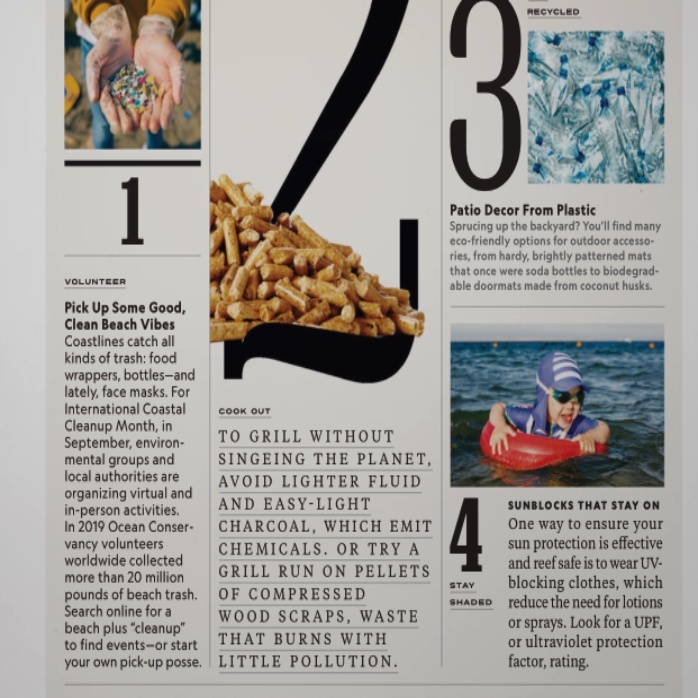 1
VOLUNTEER
Pick Up Some Good,
Clean Beach Vibes
Coastlines catch all
kinds of trash: food
wrappers, bottles—and
lately, face masks. For
International Coastal
Cleanup Month, in
September, environ-
mental groups and
local authorities are
organizing virtual and
in-person activities.
In 2019 Ocean Conser-
vancy volunteers
worldwide collected
more than 20 million
pounds of beach trash.
Search online for a
beach plus “cleanup”
to find events—or start
your own pick-up posse.
2
COOK OUT
TO GRILL WITHOUT
SINGEING THE PLANET,
AVOID LIGHTER FLUID
AND EASY-LIGHT
CHARCOAL, WHICH EMIT
CHEMICALS. OR TRY A
GRILL RUN ON PELLETS
OF COMPRESSED
WOOD SCRAPS, WASTE
THAT BURNS WITH
LITTLE POLLUTION.
3
RECYCLED
Patio Decor From Plastic
Sprucing up the backyard? You’ll find many
eco-friendly options for outdoor accesso-
ries, from hardy, brightly patterned mats
that once were soda bottles to biodegrad-
able doormats made from coconut husks.
4
STAY
SHADED
SUNBLOCKS THAT STAY ON
One way to ensure your
sun protection is effective
and reef safe is to wear UV-
blocking clothes, which
reduce the need for lotions
or sprays. Look for a UPF,
or ultraviolet protection
factor, rating.